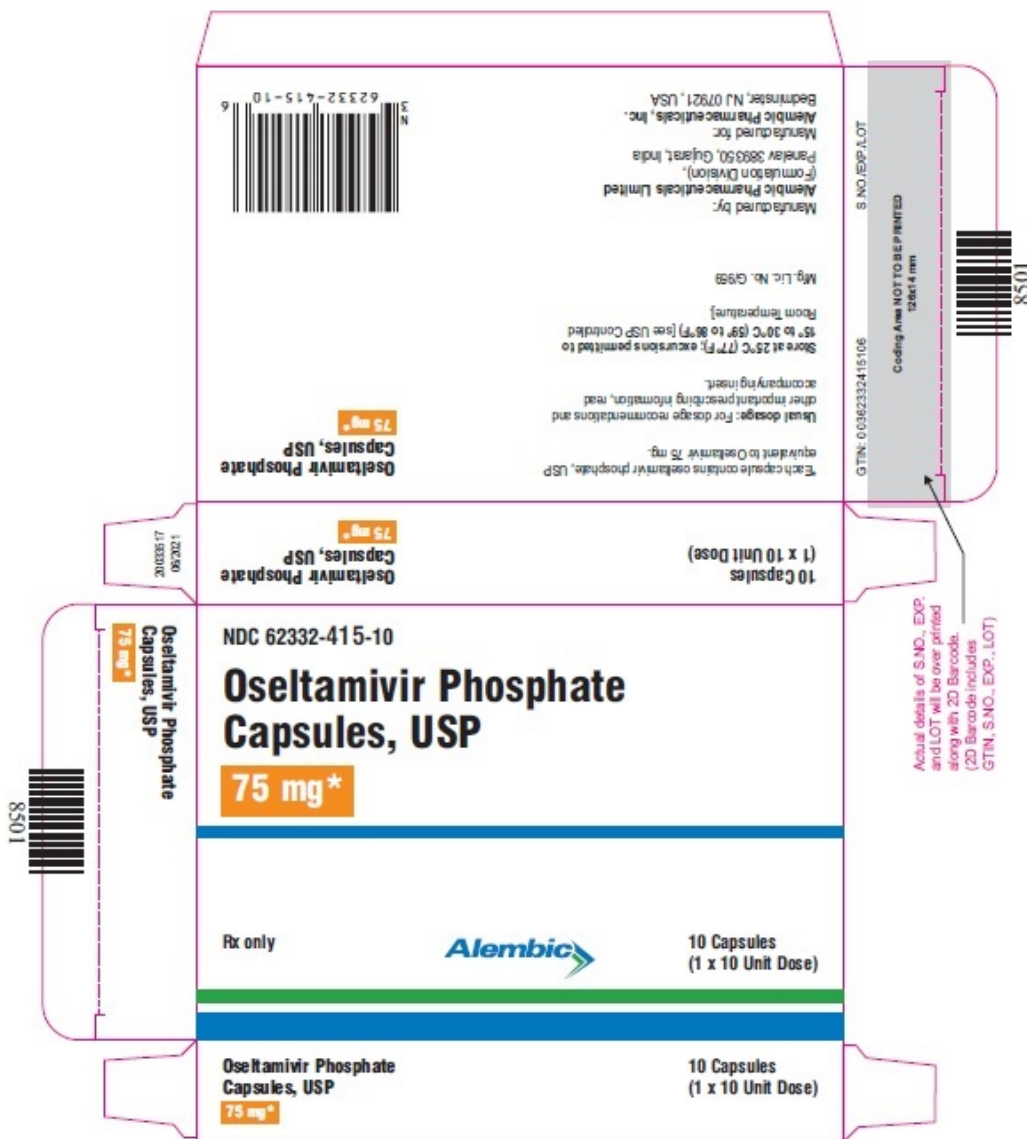 N
3
62332-415-10
6
Oseltamivir Phosphate
Capsules, USP
75 mg*
*Each capsule contains oseltamivir phosphate, USP
equivalent to Oseltamivir 75 mg.
Usual dosage: For dosage recommendations and
other important prescribing information, read
accompanying insert.
Store at 25°C (77°F); excursions permitted to
15° to 30°C (59° to 86°F) [see USP Controlled
Room Temperature].
Mfg. Lic. No. G/959
Manufactured by:
Alembic Pharmaceuticals Limited
(Formulation Division),
Panelav 389350, Gujarat, India
Manufactured for:
Alembic Pharmaceuticals, Inc.
Bedminster, NJ 07921, USA
GTIN: 00362332415106
S.NO./EXP./LOT
Coding Area NOT TO BE PRINTED
126x14 mm
8501
Actual details of S.NO., EXP.
and LOT will be over printed
along with 2D Barcode.
(2D Barcode includes
GTIN, S.NO., EXP., LOT)
20033517
06/2021
Oseltamivir Phosphate
Capsules, USP
75 mg*
10 Capsules
(1 x 10 Unit Dose)
Oseltamivir Phosphate
Capsules, USP
75 mg*
8501
NDC 62332-415-10
Oseltamivir Phosphate
Capsules, USP
75 mg*
Rx only
Alembic
10 Capsules
(1 x 10 Unit Dose)
Oseltamivir Phosphate
Capsules, USP
75 mg*
10 Capsules
(1 x 10 Unit Dose)